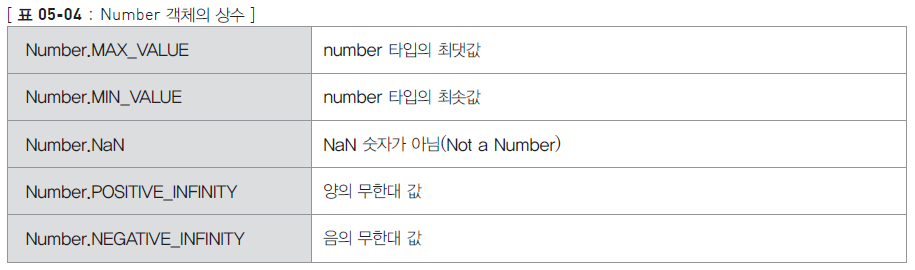 [ 표 05-04 : Number 객체의 상수 ]
Number.MAX_VALUE number 타입의 최댓값
Number.MIN_VALUE number 타입의 최솟값
Number.NaN NaN 숫자가 아님(Not a Number)
Number.POSITIVE_INFINITY 양의 무한대 값
Number.NEGATIVE_INFINITY 음의 무한대 값